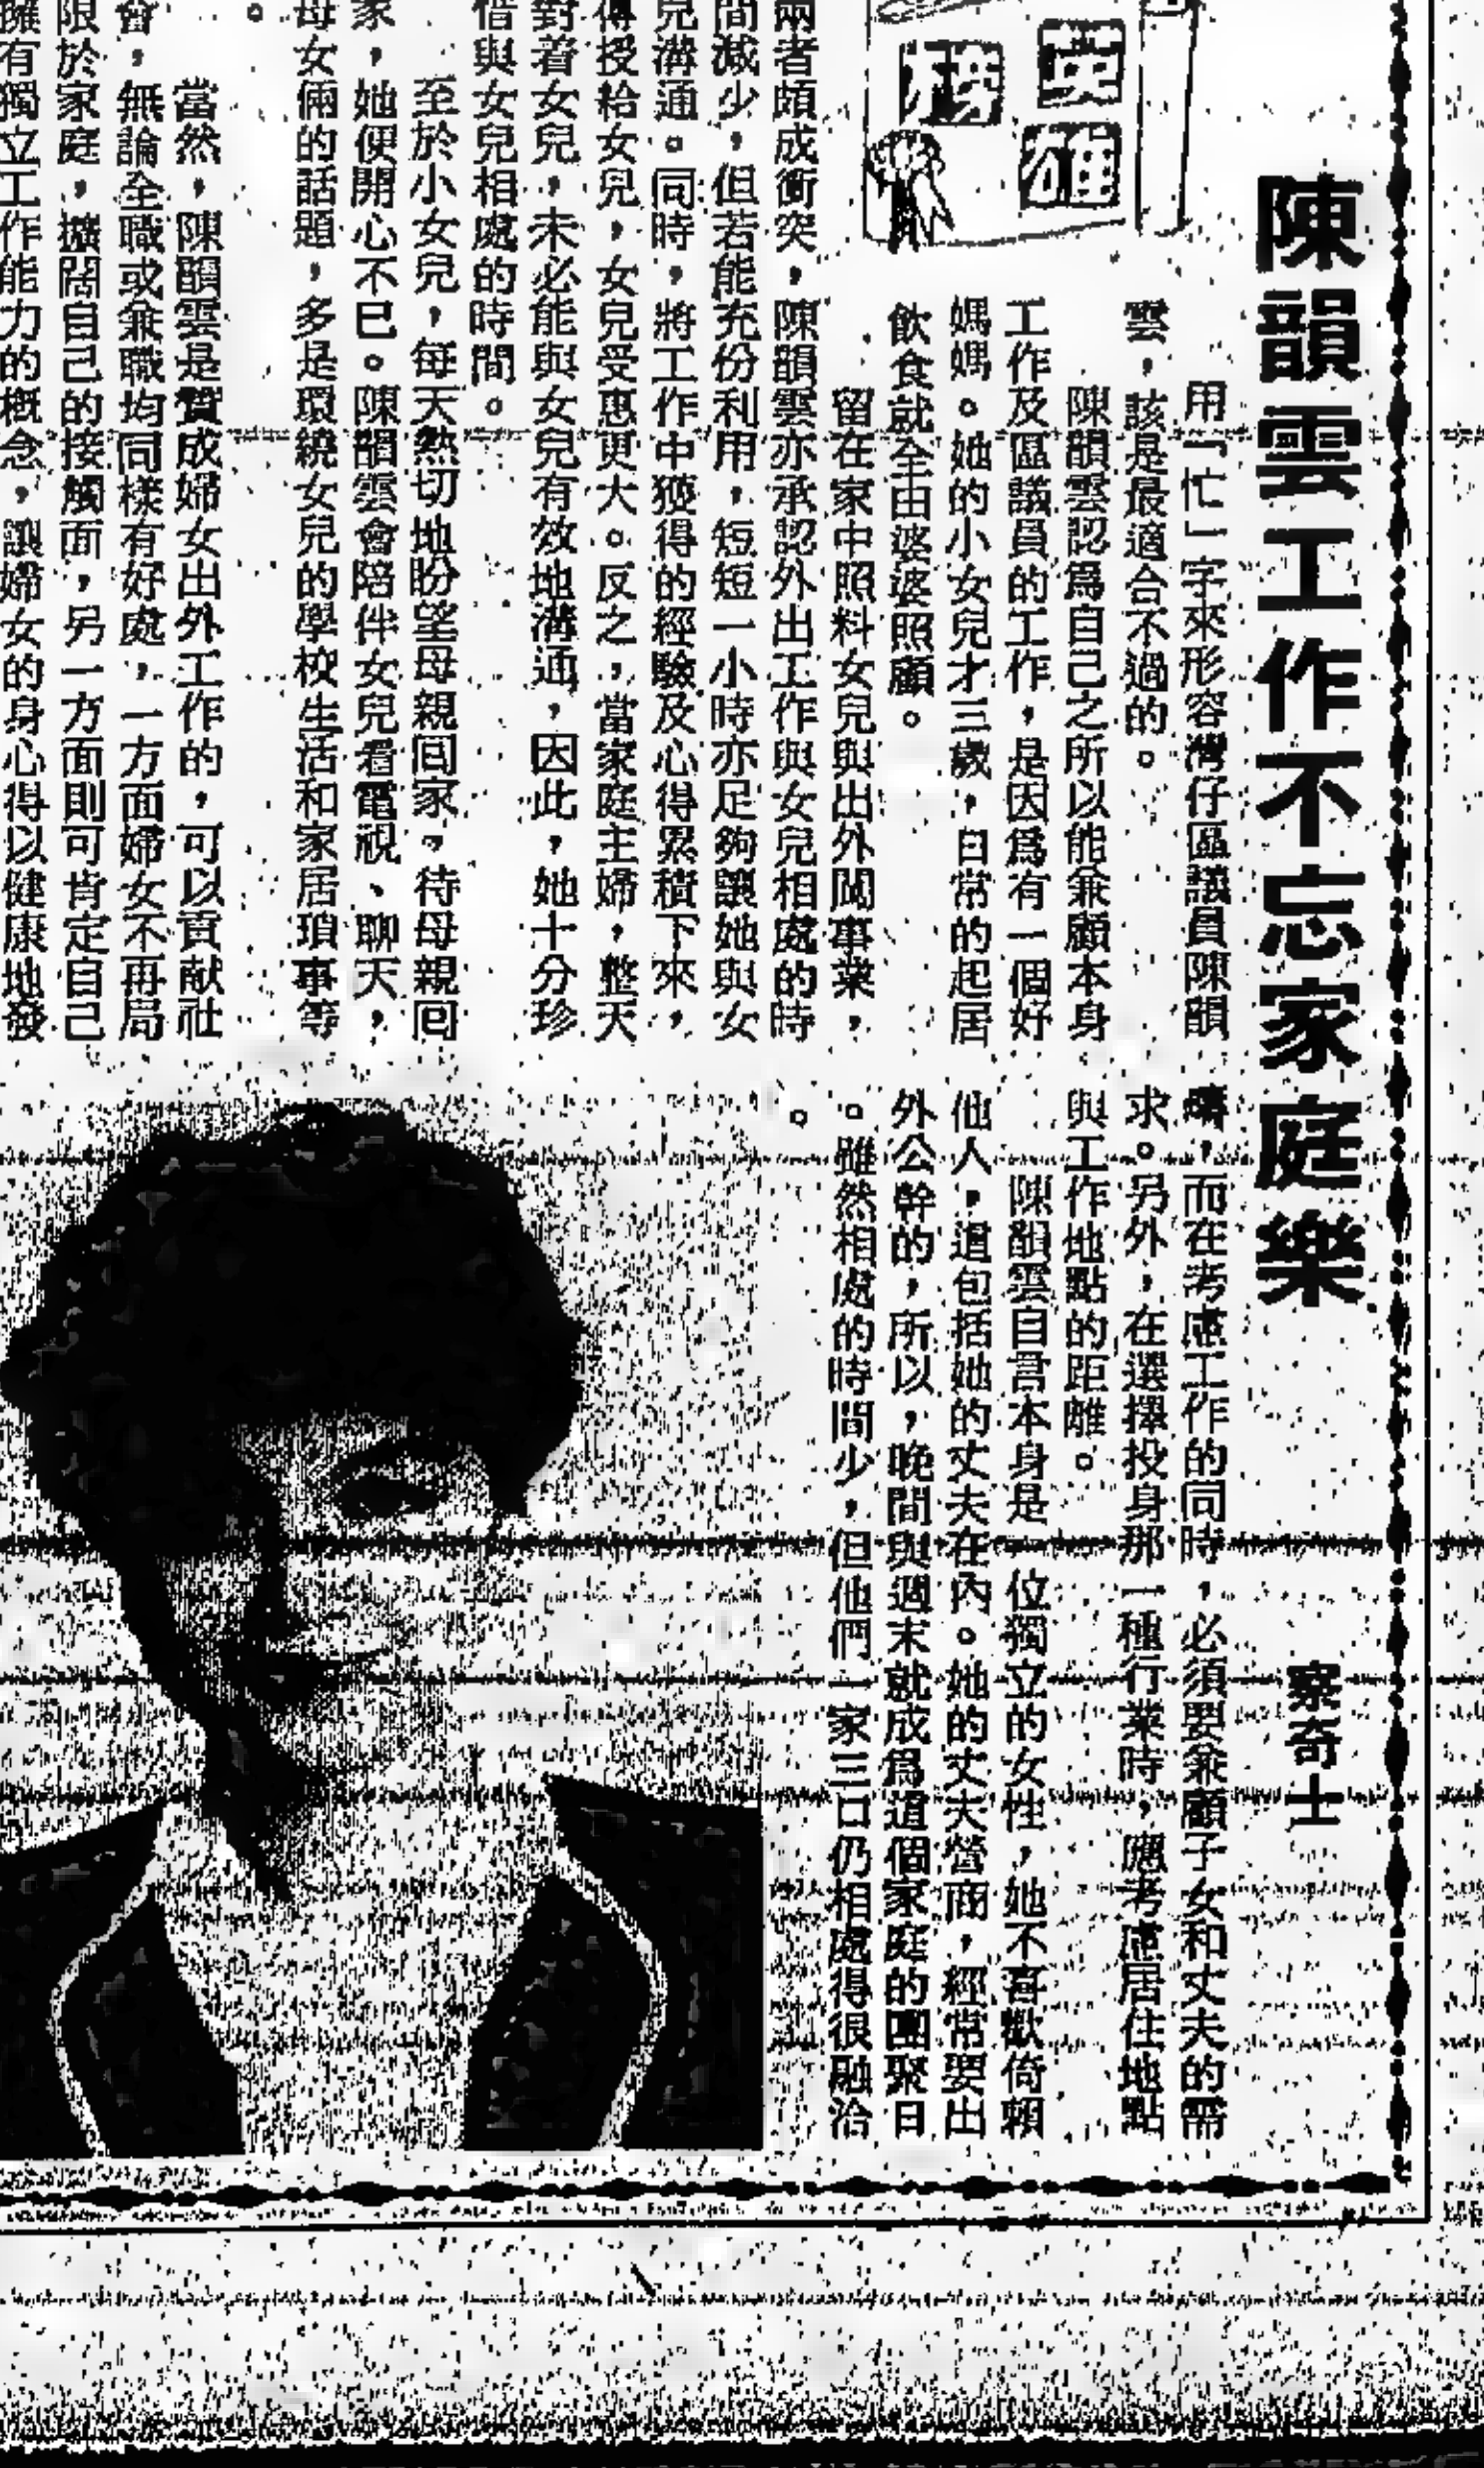 英
雄
陳韻雲工作不忘家庭樂
察奇士
用「忙」字來形容灣仔區議員陳韻
雲，該是最適合不過的。
陳韻雲認爲自己之所以能兼顧本身
工作及區議員的工作，是因爲有一個好
媽媽。她的小女兒才三歲，日常的起居
飲食就全由婆婆照顧。
留在家中照料女兒與出外闖事業，
兩者頗成衝突，陳韻雲亦承認外出工作與女兒相處的時
間減少，但若能充份利用，短短一小時亦足夠讓她與女
兒溝通。同時，將工作中獲得的經驗及心得累積下來，
傳授給女兒，女兒受惠更大。反之，當家庭主婦，整天
對着女兒，未必能與女兒有效地溝通，因此，她十分珍
惜與女兒相處的時間。
至於小女兒，每天熱切地盼望母親回家。待母親回
家，她便開心不已。陳韻雲會陪伴女兒看電視、聊天，
母女倆的話題，多是環繞女兒的學校生活和家居瑣事等
。
當然，陳韻雲是贊成婦女出外工作的，可以貢献社
會，無論全職或兼職均同樣有好處，一方面婦女不再局
限於家庭，擴闊自己的接觸面，另一方面則可肯定自己
擁有獨立工作能力的概念，讓婦女的身心得以健康地發
，而在考慮工作的同時，必須要兼顧子女和丈夫的需
求。另外，在選擇投身那一種行業時，應考慮居住地點
與工作地點的距離。
陳韻雲自言本身是一位獨立的女性，她不喜歡倚賴
他人，這包括她的丈夫在內。她的丈夫營商，經常要出
外公幹的，所以，晚間與週末就成爲這個家庭的團聚日
。雖然相處的時間少，但他們一家三口仍相處得很融洽
。